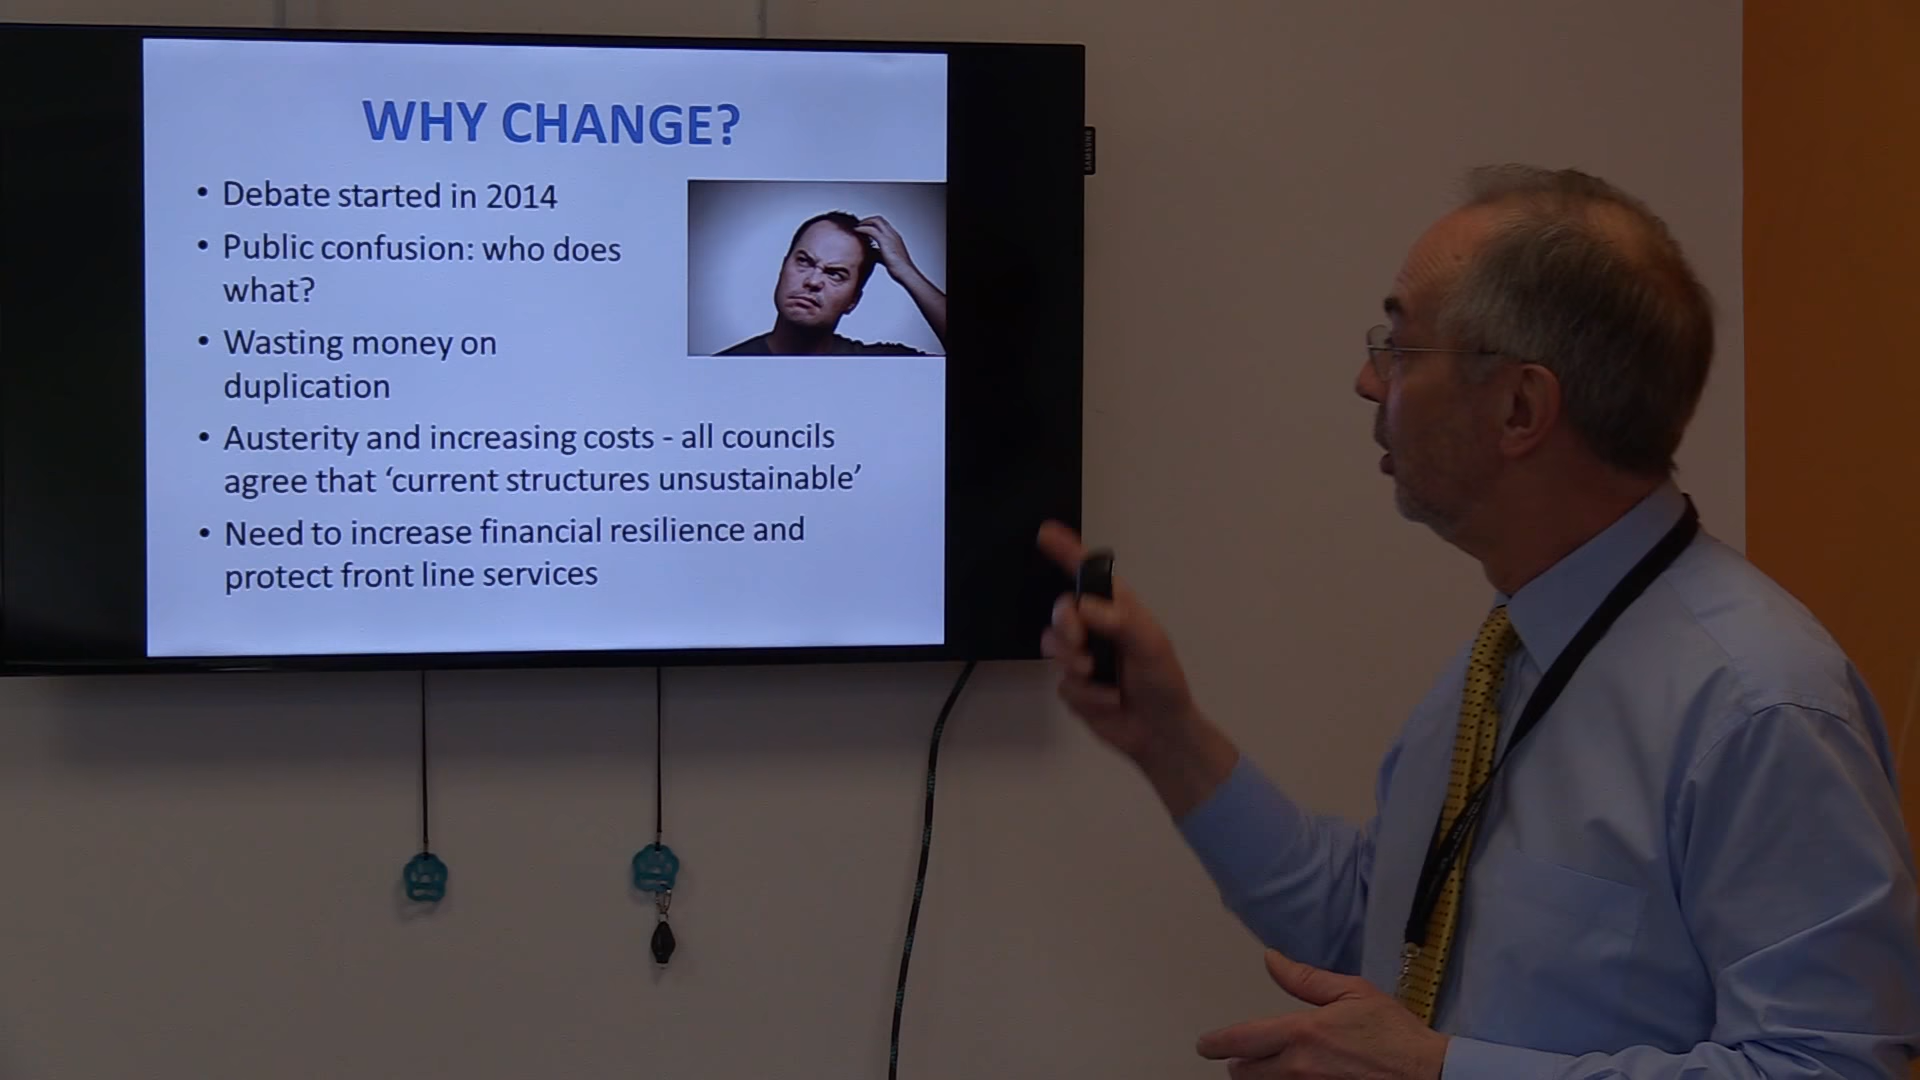 WHY CHANGE?
• Debate started in 2014
• Public confusion: who does
what?
• Wasting money on
duplication
• Austerity and increasing costs - all councils
agree that ‘current structures unsustainable’
• Need to increase financial resilience and
protect front line services
SAMSUNG